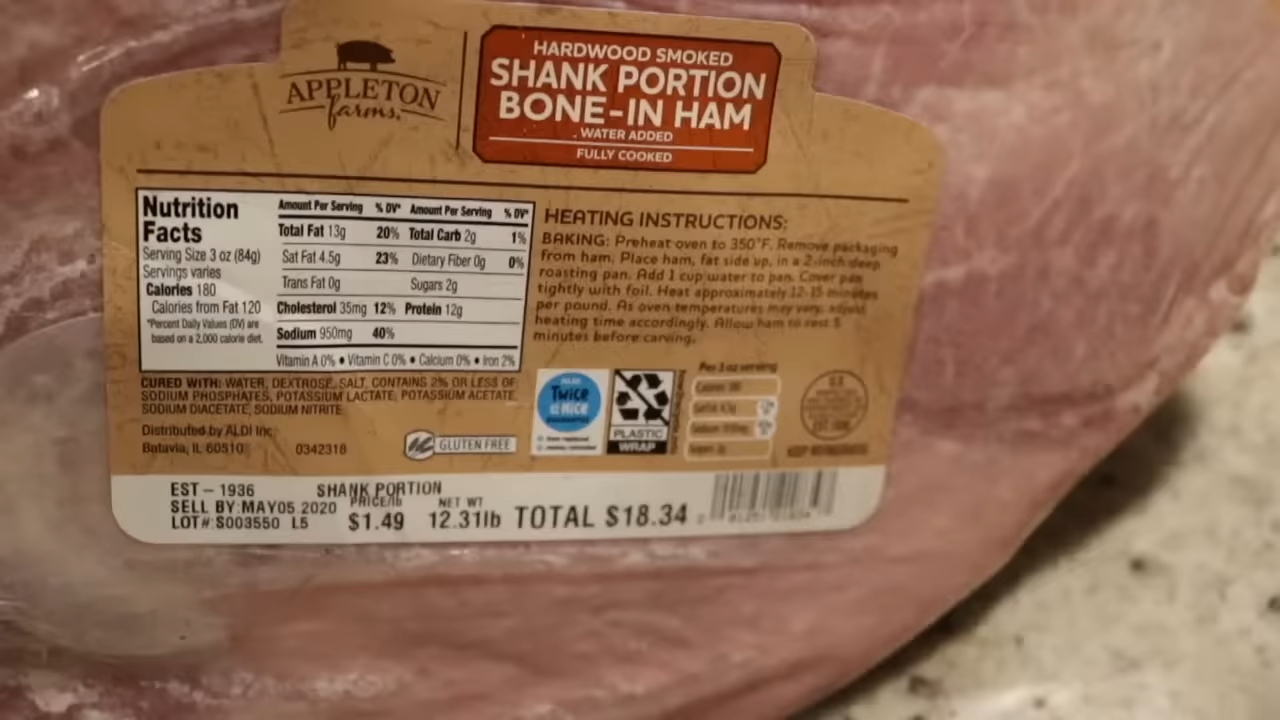 APPLETON
farms.
HARDWOOD SMOKED
SHANK PORTION
BONE-IN HAM
WATER ADDED
FULLY COOKED
Nutrition
Facts
Serving Size 3 oz (84g)
Servings varies
Calories 180
Calories from Fat 120
*Percent Daily Values (DV) are
based on a 2,000 calorie diet.
Amount Per Serving % DV* Amount Per Serving % DV*
Total Fat 13g 20% Total Carb 2g 1%
Sat Fat 4.5g 23% Dietary Fiber 0g 0%
Trans Fat 0g Sugars 2g
Cholesterol 35mg 12% Protein 12g
Sodium 950mg 40%
Vitamin A 0% • Vitamin C 0% • Calcium 0% • Iron 2%
HEATING INSTRUCTIONS:
BAKING: Preheat oven to 350°F. Remove packaging
from ham. Place ham, fat side up, in a 2-inch deep
roasting pan. Add 1 cup water to pan. Cover pan
tightly with foil. Heat approximately 12-15 minutes
per pound. As oven temperatures may vary, adjust
heating time accordingly. Allow ham to rest 5
minutes before carving.
CURED WITH: WATER, DEXTROSE, SALT, CONTAINS 2% OR LESS OF:
SODIUM PHOSPHATES, POTASSIUM LACTATE, POTASSIUM ACETATE,
SODIUM DIACETATE, SODIUM NITRITE
Distributed by ALDI Inc.
Batavia, IL 60510 0342318
GLUTEN FREE
ALDI
Twice
as Nice
GUARANTEE
PLASTIC
WRAP
Per 3 oz serving
KEEP REFRIGERATED
EST - 1936 SHANK PORTION
SELL BY:MAY05.2020 PRICE/lb NET WT
LOT#:S003550 L5 $1.49 12.31lb TOTAL $18.34